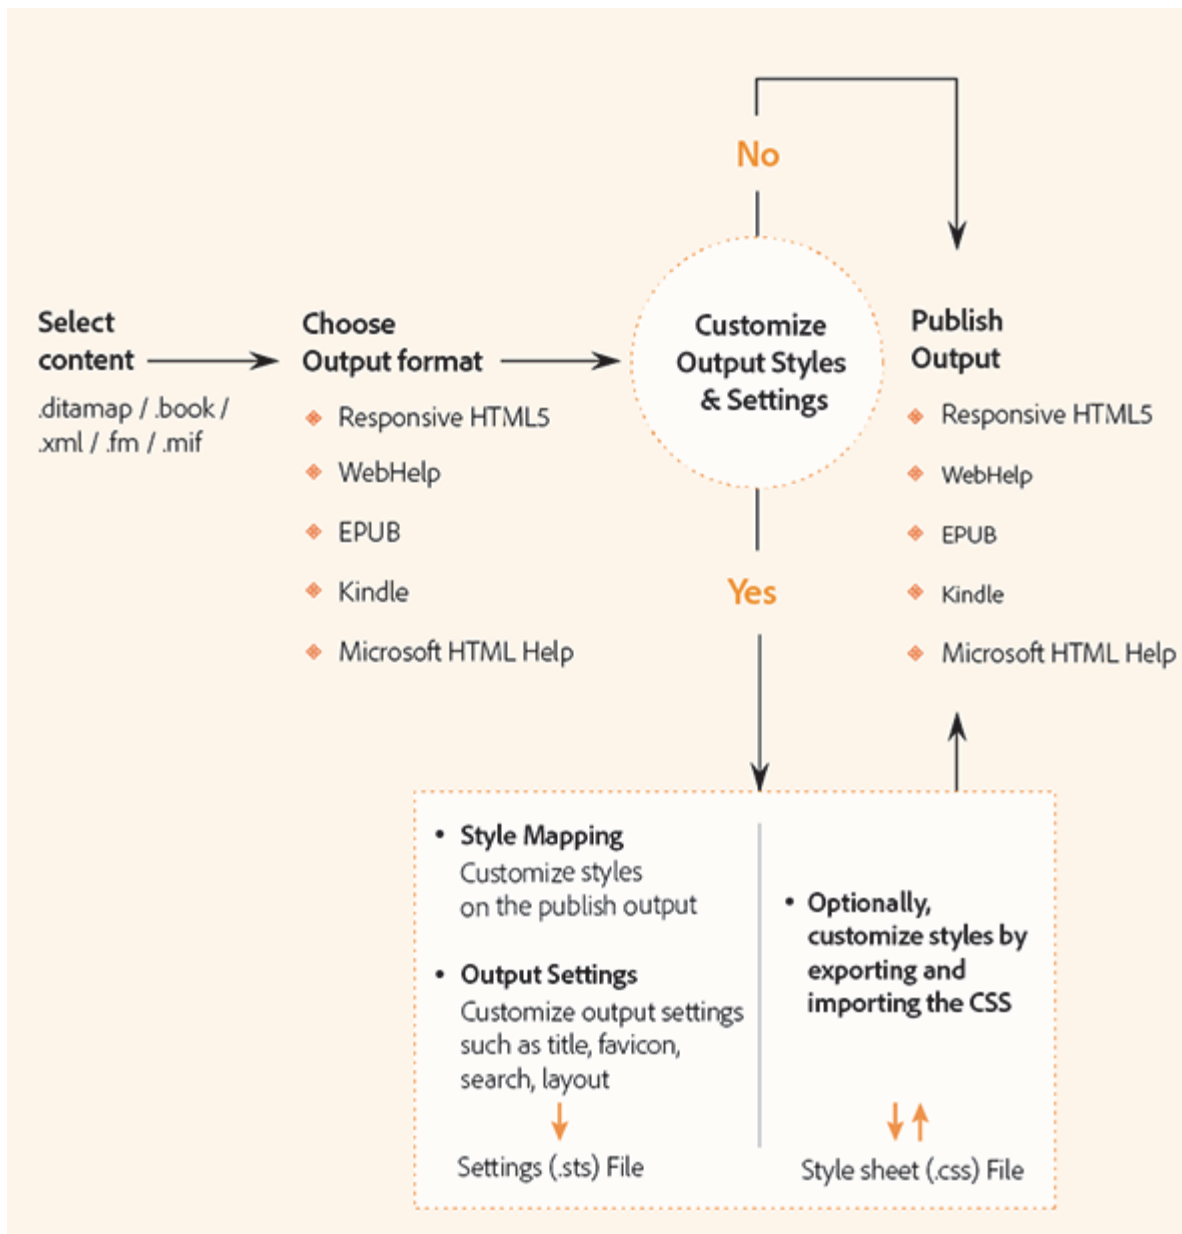 No
Select
content
.ditamap / .book /
.xml / .fm / .mif
Choose
Output format
Responsive HTML5
WebHelp
EPUB
Kindle
Microsoft HTML Help
Customize
Output Styles
& Settings
Yes
Publish
Output
Responsive HTML5
WebHelp
EPUB
Kindle
Microsoft HTML Help
• Style Mapping
Customize styles
on the publish output
• Output Settings
Customize output settings
such as title, favicon,
search, layout
Settings (.sts) File
• Optionally,
customize styles by
exporting and
importing the CSS
Style sheet (.css) File